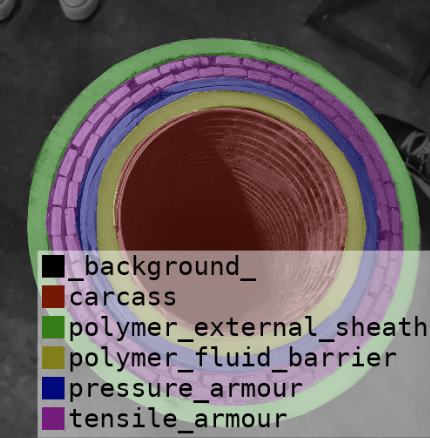 _background_
carcass
polymer_external_sheath
polymer_fluid_barrier
pressure_armour
tensile_armour